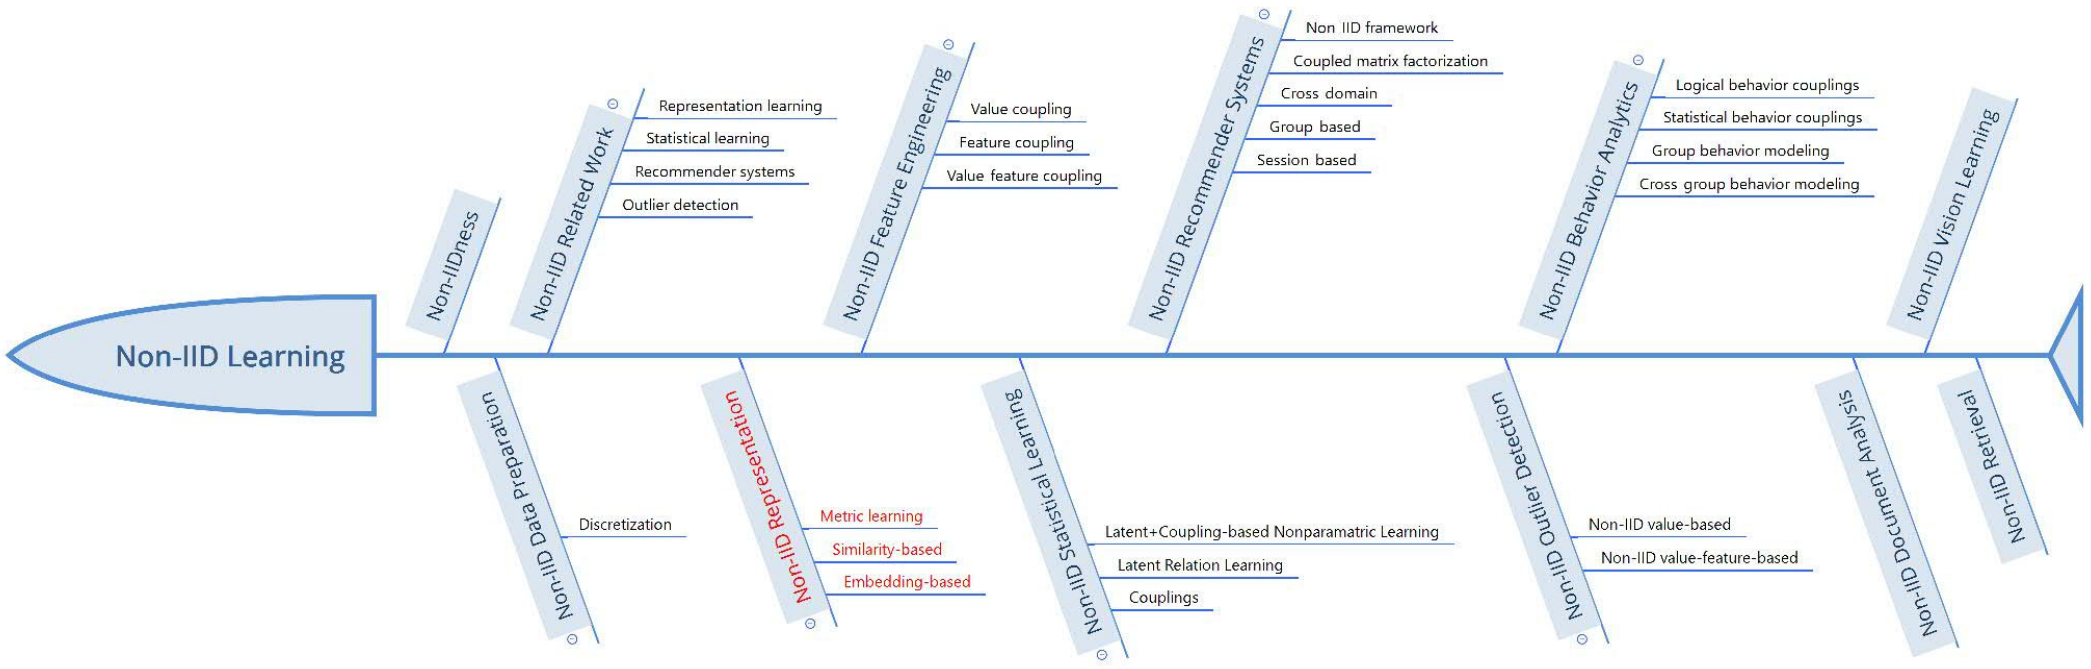 Non-IID Learning
Non-IIDness
Non-IID Related Work
Representation learning
Statistical learning
Recommender systems
Outlier detection
Non-IID Feature Engineering
Value coupling
Feature coupling
Value feature coupling
Non-IID Recommender Systems
Non IID framework
Coupled matrix factorization
Cross domain
Group based
Session based
Non-IID Behavior Analytics
Logical behavior couplings
Statistical behavior couplings
Group behavior modeling
Cross group behavior modeling
Non-IID Vision Learning
Non-IID Data Preparation
Discretization
Non-IID Representation
Metric learning
Similarity-based
Embedding-based
Non-IID Statistical Learning
Latent+Coupling-based Nonparamatric Learning
Latent Relation Learning
Couplings
Non-IID Outlier Detection
Non-IID value-based
Non-IID value-feature-based
Non-IID Document Analysis
Non-IID Retrieval